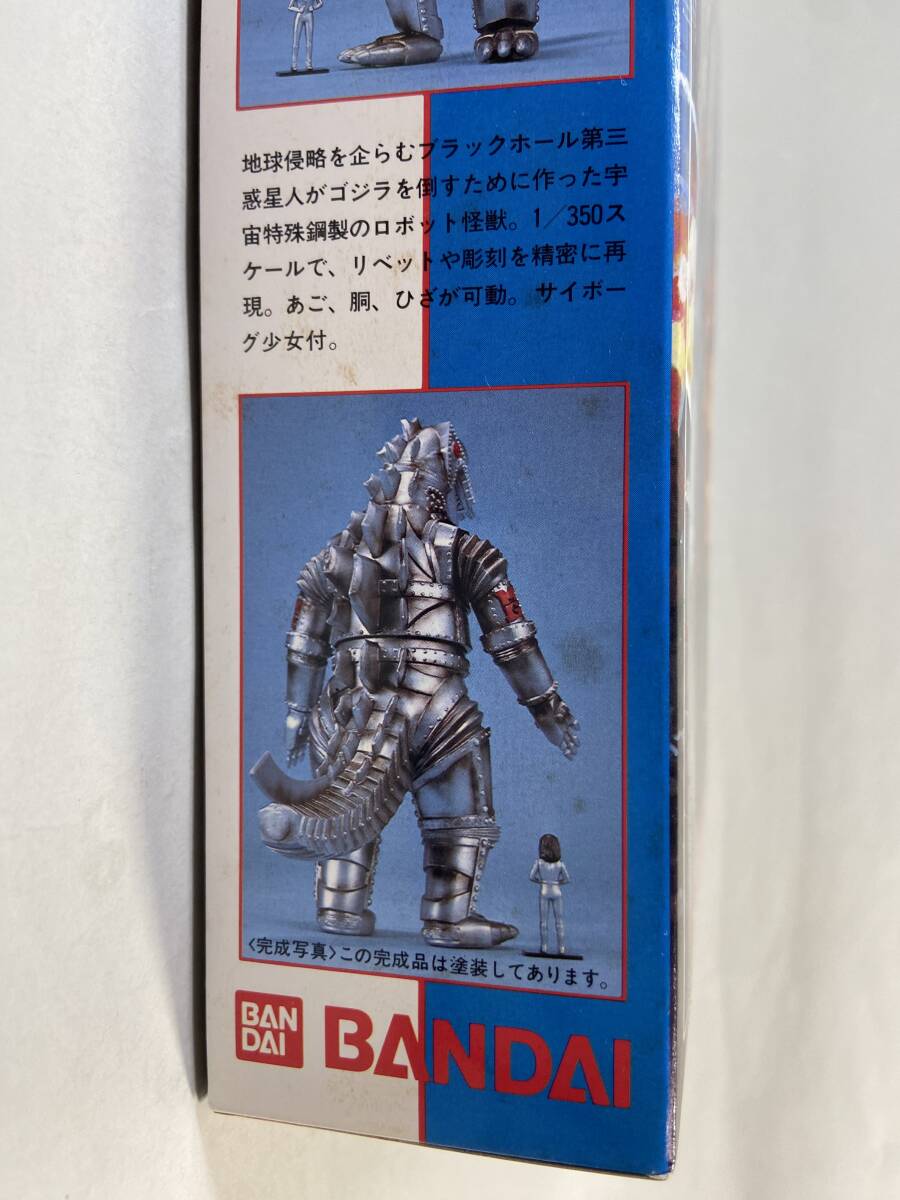 地球侵略を企らむブラックホール第三
惑星人がゴジラを倒すために作った宇
宙特殊鋼製のロボット怪獣。1／350ス
ケールで、リベットや彫刻を精密に再
現。あご、胴、ひざが可動。サイボー
グ少女付。
〈完成写真〉この完成品は塗装してあります。
BAN
DAI
BANDAI